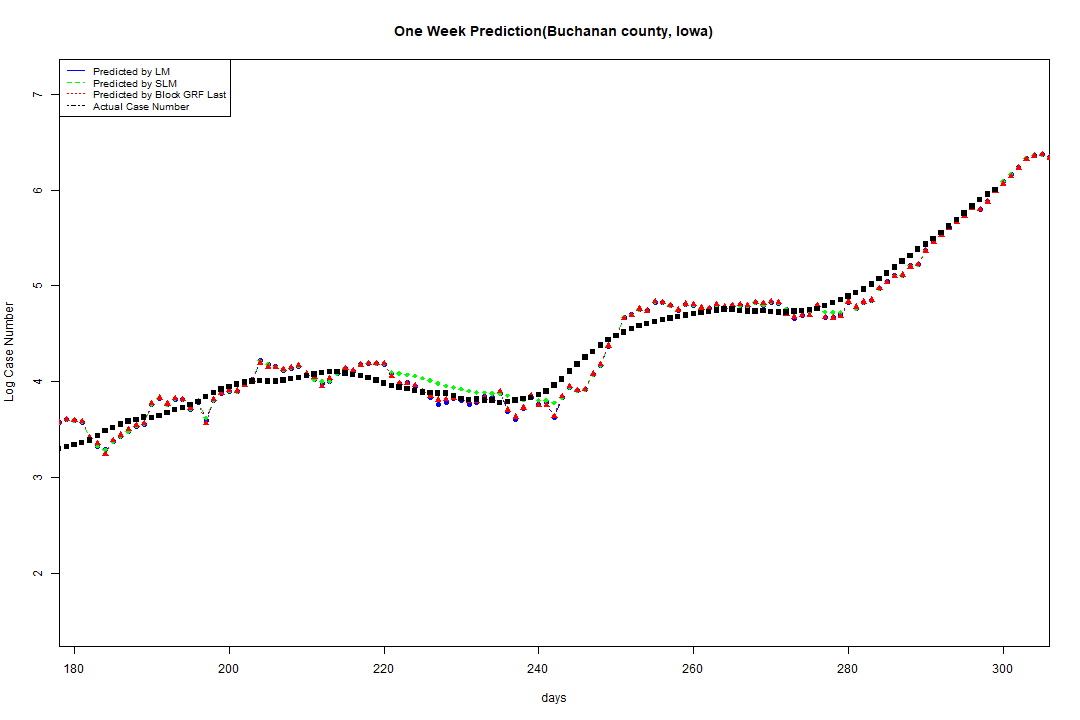 One Week Prediction(Buchanan county, Iowa)
Predicted by LM
Predicted by SLM
Predicted by Block GRF Last
Actual Case Number
7
6
5
4
3
2
Log Case Number
180 200 220 240 260 280 300
days